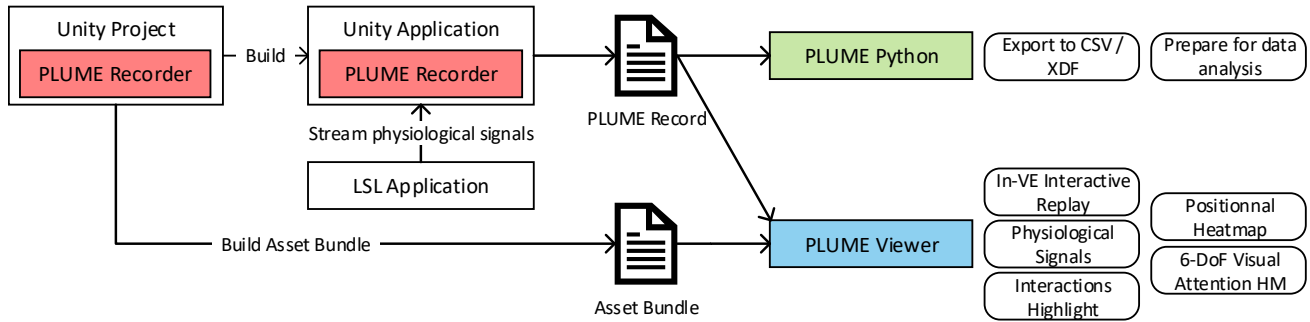 Unity Project
PLUME Recorder
Build
Unity Application
PLUME Recorder
Stream physiological signals
LSL Application
PLUME Record
PLUME Python
Export to CSV /
XDF
Prepare for data
analysis
Build Asset Bundle
Asset Bundle
PLUME Viewer
In-VE Interactive
Replay
Physiological
Signals
Interactions
Highlight
Positionnal
Heatmap
6-DoF Visual
Attention HM